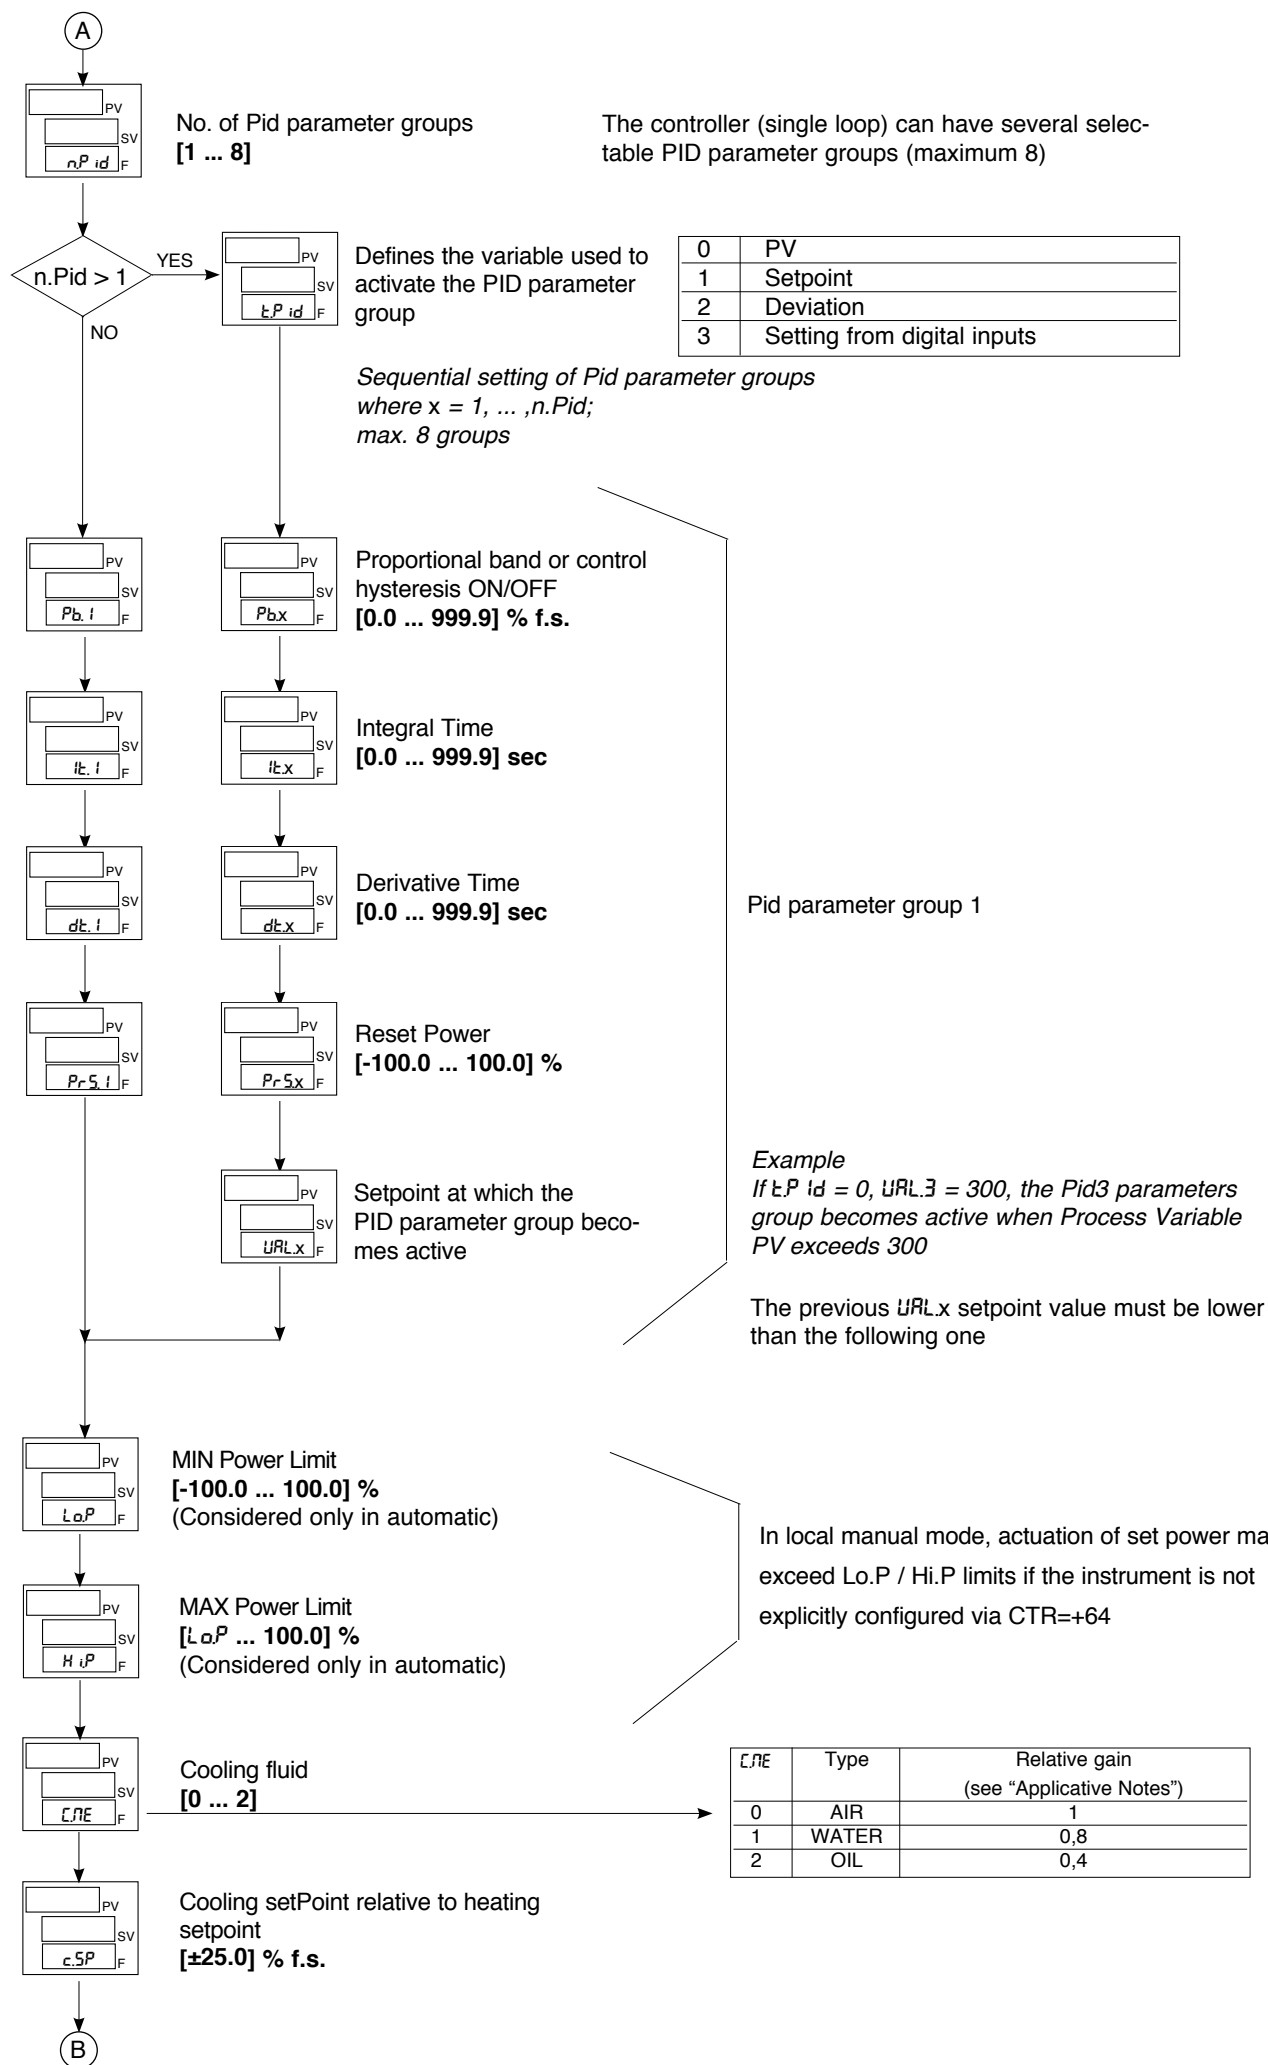 A
PV
SV
n.Pid F
No. of Pid parameter groups
[1 ... 8]
The controller (single loop) can have several selec-
table PID parameter groups (maximum 8)
n.Pid > 1
YES
NO
PV
SV
t.Pid F
Defines the variable used to
activate the PID parameter
group
0 PV
1 Setpoint
2 Deviation
3 Setting from digital inputs
Sequential setting of Pid parameter groups
where x = 1, ... ,n.Pid;
max. 8 groups
PV
SV
Pb.1 F
PV
SV
Pb.x F
Proportional band or control
hysteresis ON/OFF
[0.0 ... 999.9] % f.s.
PV
SV
It.1 F
PV
SV
It.x F
Integral Time
[0.0 ... 999.9] sec
PV
SV
dt.1 F
PV
SV
dt.x F
Derivative Time
[0.0 ... 999.9] sec
Pid parameter group 1
PV
SV
PrS.1 F
PV
SV
PrS.x F
Reset Power
[-100.0 ... 100.0] %
PV
SV
UAL.x F
Setpoint at which the
PID parameter group beco-
mes active
Example
If t.PId = 0, UAL.3 = 300, the Pid3 parameters
group becomes active when Process Variable
PV exceeds 300
The previous UAL.x setpoint value must be lower
than the following one
PV
SV
Lo.P F
MIN Power Limit
[-100.0 ... 100.0] %
(Considered only in automatic)
PV
SV
Hi.P F
MAX Power Limit
[Lo.P ... 100.0] %
(Considered only in automatic)
In local manual mode, actuation of set power ma
exceed Lo.P / Hi.P limits if the instrument is not
explicitly configured via CTR=+64
PV
SV
C.ME F
Cooling fluid
[0 ... 2]
C.ME Type Relative gain
(see “Applicative Notes”)
0 AIR 1
1 WATER 0,8
2 OIL 0,4
PV
SV
c.SP F
Cooling setPoint relative to heating
setpoint
[±25.0] % f.s.
B